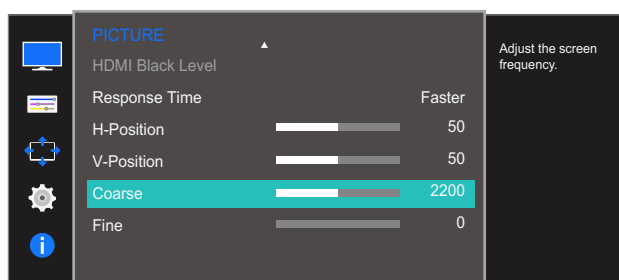 PICTURE
HDMI Black Level
Response Time Faster
H-Position 50
V-Position 50
Coarse 2200
Fine 0
Adjust the screen
frequency.